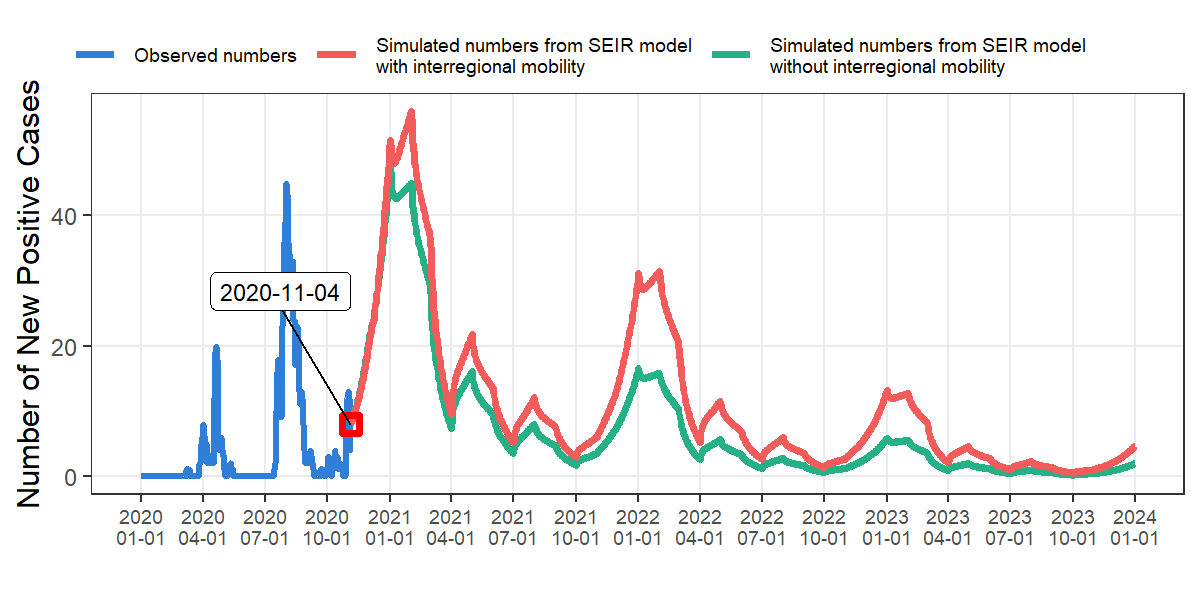 Observed numbers
Simulated numbers from SEIR model
with interregional mobility
Simulated numbers from SEIR model
without interregional mobility
Number of New Positive Cases
40
20
0
2020-11-04
2020 2020 2020 2020 2021 2021 2021 2021 2022 2022 2022 2022 2023 2023 2023 2023 2024
01-01 04-01 07-01 10-01 01-01 04-01 07-01 10-01 01-01 04-01 07-01 10-01 01-01 04-01 07-01 10-01 01-01